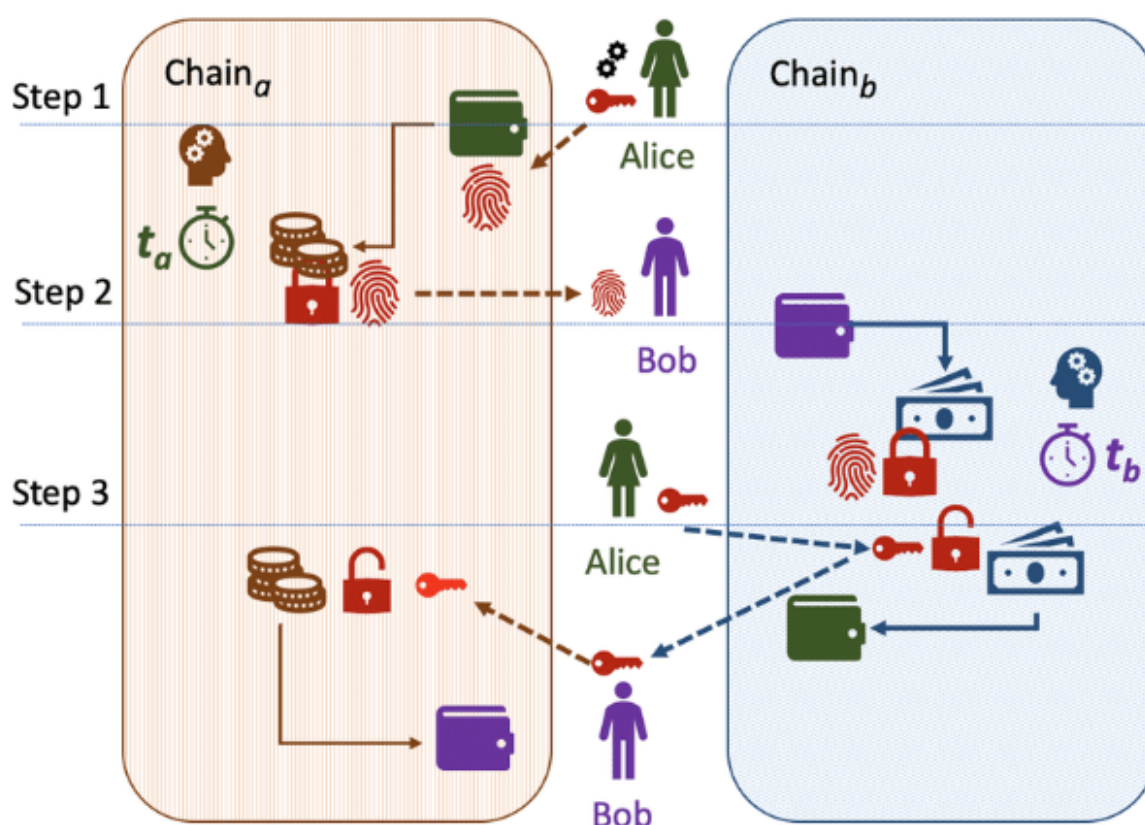 Step 1
Chain_a
Chain_b
Alice
t_a
Step 2
Bob
t_b
Step 3
Alice
Bob